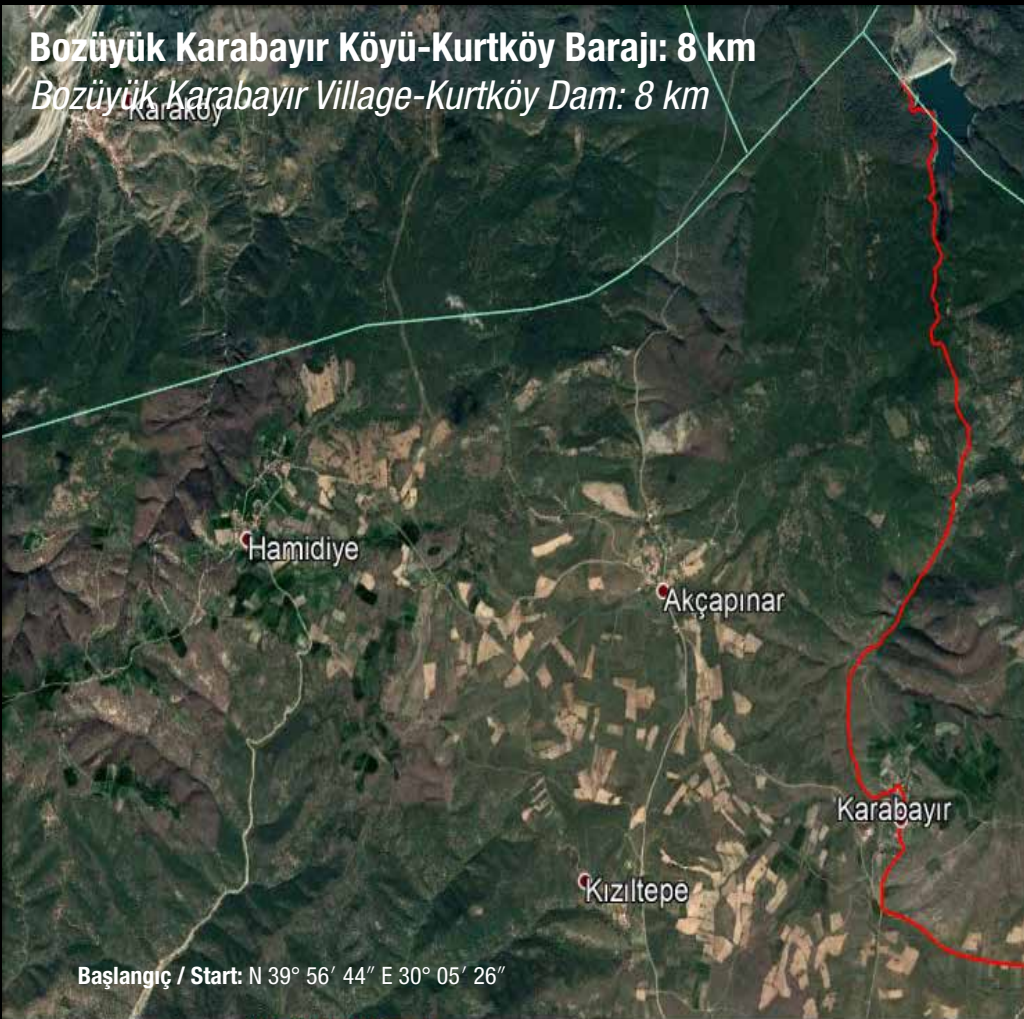 Bozüyük Karabayır Köyü-Kurtköy Barajı: 8 km
Bozüyük Karabayır Village-Kurtköy Dam: 8 km
Karaköy
Hamidiye
Akçapınar
Karabayır
Kızıltepe
Başlangıç / Start: N 39° 56′ 44″ E 30° 05′ 26″